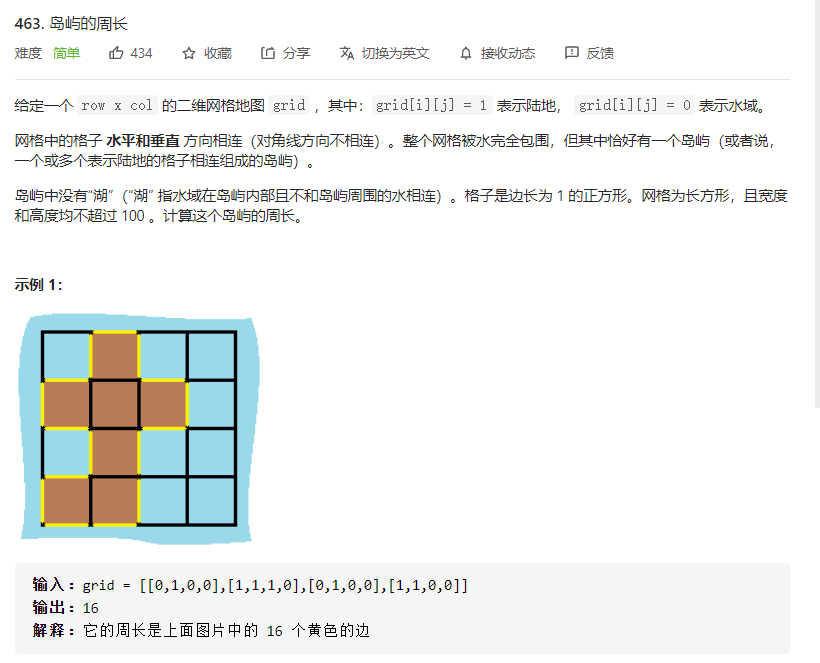 463. 岛屿的周长
难度 简单 434 收藏 分享 切换为英文 接收动态 反馈
给定一个 row x col 的二维网格地图 grid ，其中：grid[i][j] = 1 表示陆地， grid[i][j] = 0 表示水域。
网格中的格子 水平和垂直 方向相连（对角线方向不相连）。整个网格被水完全包围，但其中恰好有一个岛屿（或者说，
一个或多个表示陆地的格子相连组成的岛屿）。
岛屿中没有“湖”（“湖” 指水域在岛屿内部且不和岛屿周围的水相连）。格子是边长为 1 的正方形。网格为长方形，且宽度
和高度均不超过 100 。计算这个岛屿的周长。
示例 1：
输入：grid = [[0,1,0,0],[1,1,1,0],[0,1,0,0],[1,1,0,0]]
输出：16
解释：它的周长是上面图片中的 16 个黄色的边